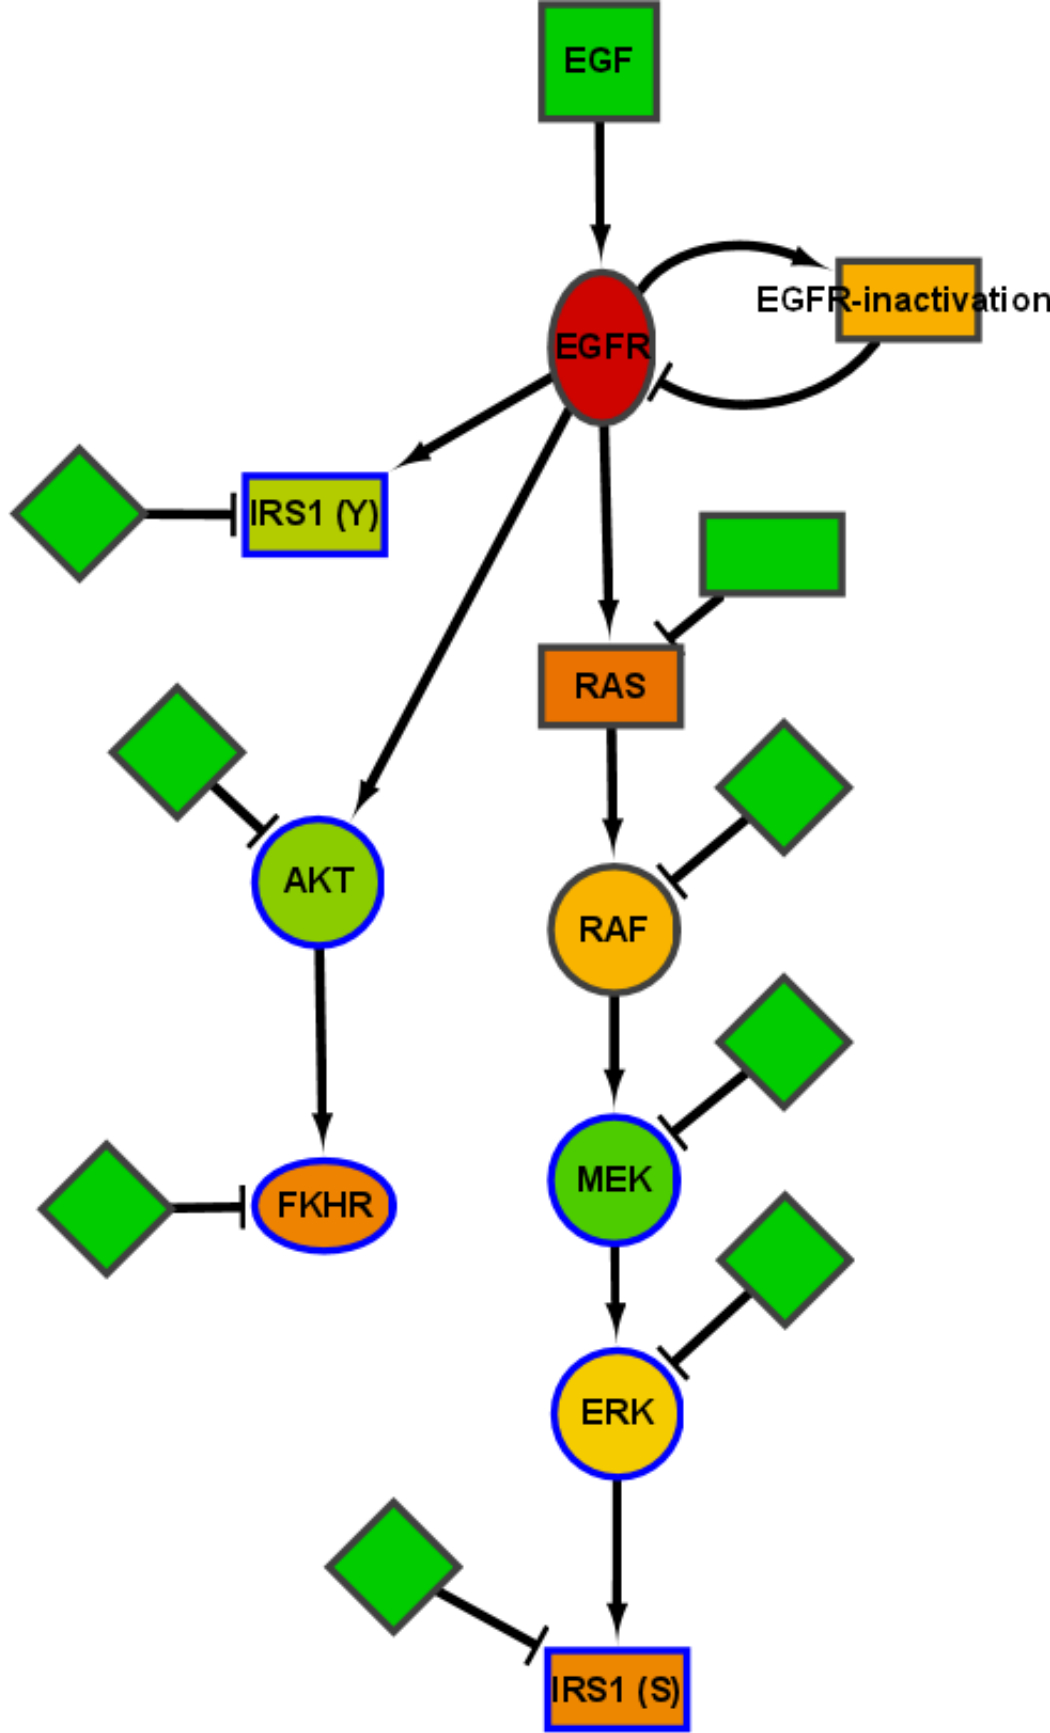 EGF
EGFR-inactivation
EGFR
IRS1 (Y)
RAS
AKT
RAF
MEK
FKHR
ERK
IRS1 (S)